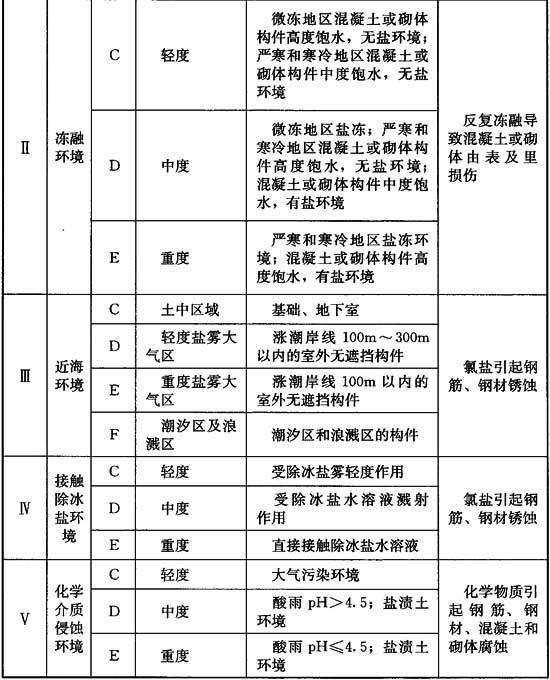 Ⅱ
冻融
环境
C
轻度
微冻地区混凝土或砌体
构件高度饱水，无盐环境；
严寒和寒冷地区混凝土或
砌体构件中度饱水，无盐
环境
D
中度
微冻地区盐冻；严寒和
寒冷地区混凝土或砌体构
件高度饱水，无盐环境；
混凝土或砌体构件中度饱
水，有盐环境
E
重度
严寒和寒冷地区盐冻环
境；混凝土或砌体构件高
度饱水，有盐环境
反复冻融导
致混凝土或砌
体由表及里
损伤
Ⅲ
近海
环境
C
土中区域
基础、地下室
D
轻度盐雾大
气区
涨潮岸线 100m～300m
以内的室外无遮挡构件
E
重度盐雾大
气区
涨潮岸线 100m 以内的
室外无遮挡构件
F
潮汐区及浪
溅区
潮汐区和浪溅区的构件
氯盐引起钢
筋、钢材锈蚀
Ⅳ
接触
除冰
盐环
境
C
轻度
受除冰盐雾轻度作用
D
中度
受除冰盐水溶液溅射
作用
E
重度
直接接触除冰盐水溶液
氯盐引起钢
筋、钢材锈蚀
Ⅴ
化学
介质
侵蚀
环境
C
轻度
大气污染环境
D
中度
酸雨 pH＞4.5；盐渍土
环境
E
重度
酸雨 pH≤4.5；盐渍土
环境
化学物质引
起钢筋、钢
材、混凝土和
砌体腐蚀